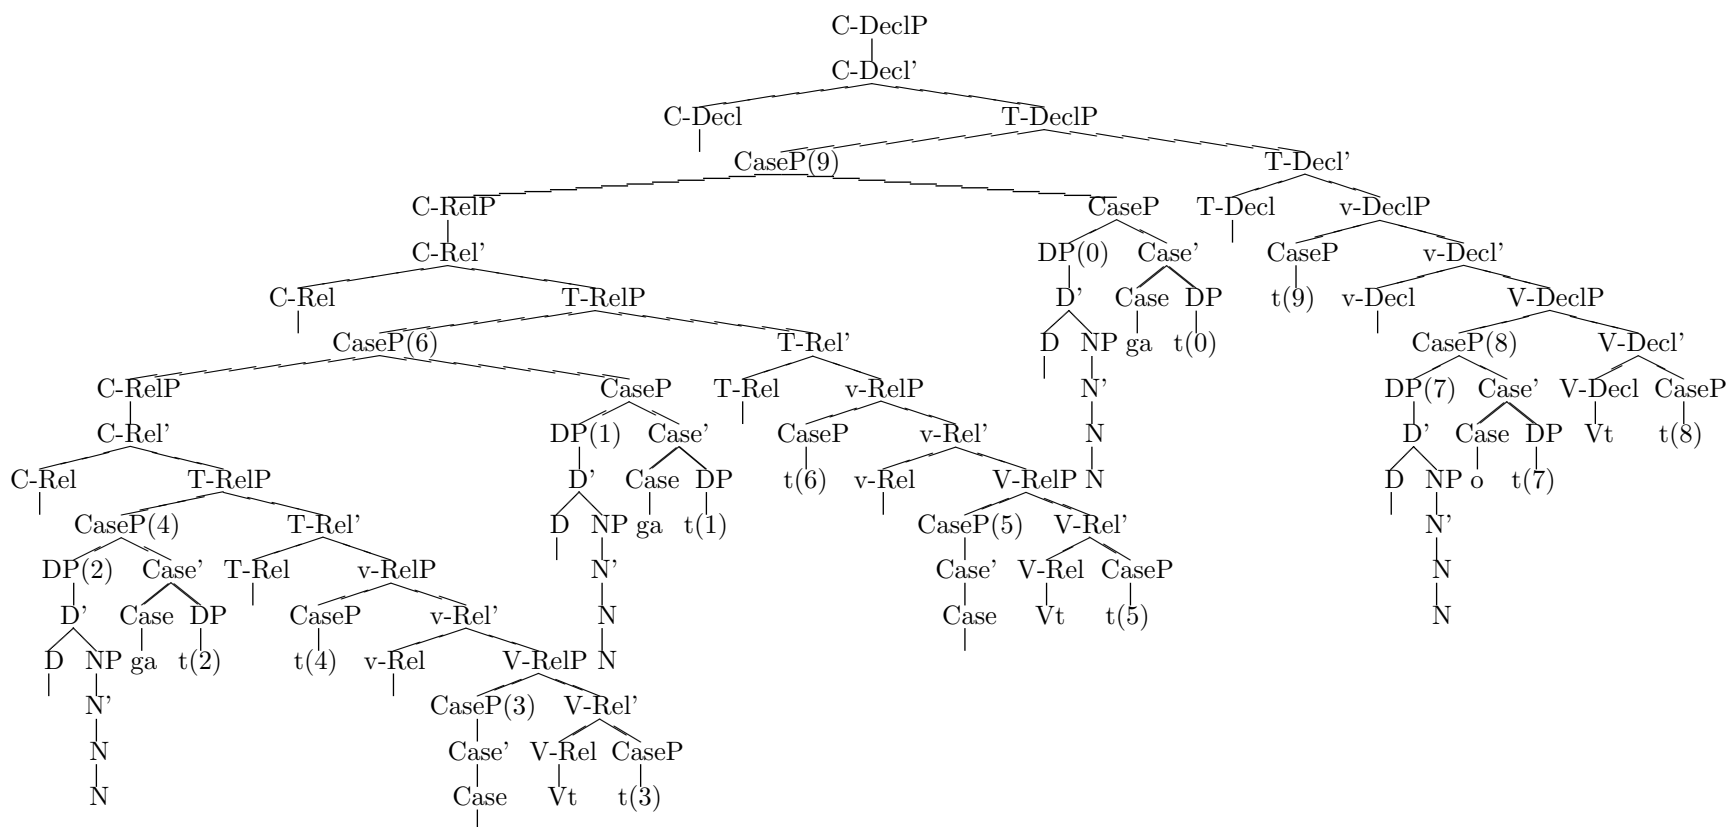 C-DeclP
C-Decl'
C-Decl T-DeclP
CaseP(9) T-Decl'
C-RelP CaseP T-Decl v-DeclP
C-Rel' DP(0) Case' CaseP v-Decl'
C-Rel T-RelP D' Case DP t(9) v-Decl V-DeclP
CaseP(6) T-Rel' D NP ga t(0) CaseP(8) V-Decl'
C-RelP CaseP T-Rel v-RelP N' DP(7) Case' V-Decl CaseP
C-Rel' DP(1) Case' CaseP v-Rel' N D' Case DP Vt t(8)
C-Rel T-RelP D' Case DP t(6) v-Rel V-RelP N D NP o t(7)
CaseP(4) T-Rel' D NP ga t(1) CaseP(5) V-Rel' N'
DP(2) Case' T-Rel v-RelP N' Case' V-Rel CaseP N
D' Case DP CaseP v-Rel' N Case Vt t(5) N
D NP ga t(2) t(4) v-Rel V-RelP N
N' CaseP(3) V-Rel'
N Case' V-Rel CaseP
N Case Vt t(3)